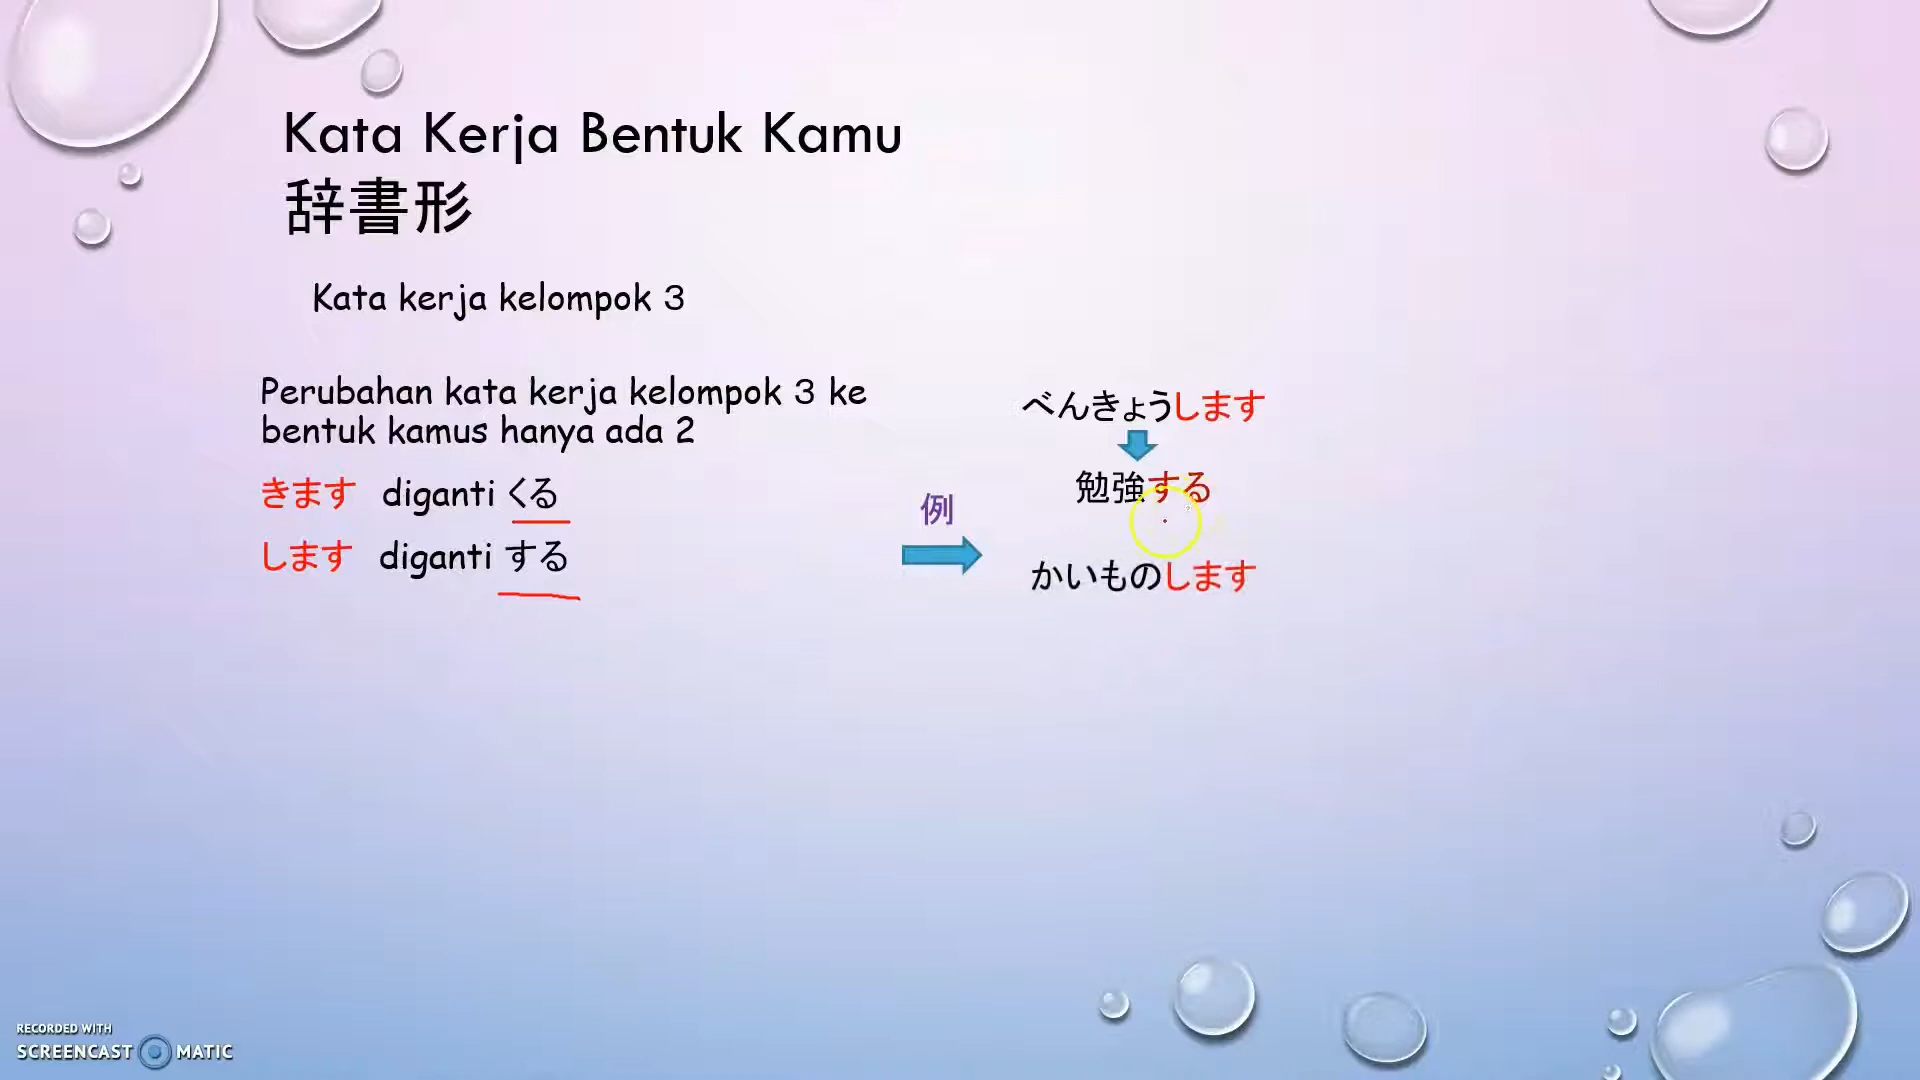 Kata Kerja Bentuk Kamu
辞書形
Kata kerja kelompok 3
Perubahan kata kerja kelompok 3 ke
bentuk kamus hanya ada 2
きます diganti くる
します diganti する
例
べんきょうします
勉強する
かいものします
RECORDED WITH
SCREENCAST MATIC